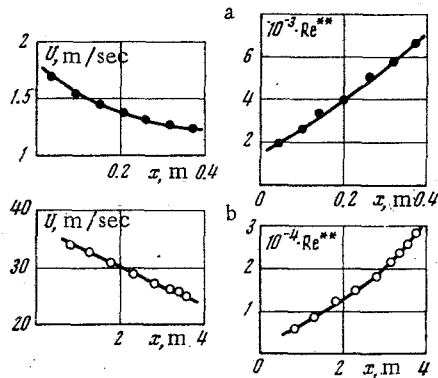 a
U, m/sec
2
1.5
1
0.2
x, m 0.4
10⁻³·Re**
6
4
2
0
0.2
x, m 0.4
b
U, m/sec
40
30
20
2
x, m 4
10⁻⁴·Re**
3
2
1
0
2
x, m 4